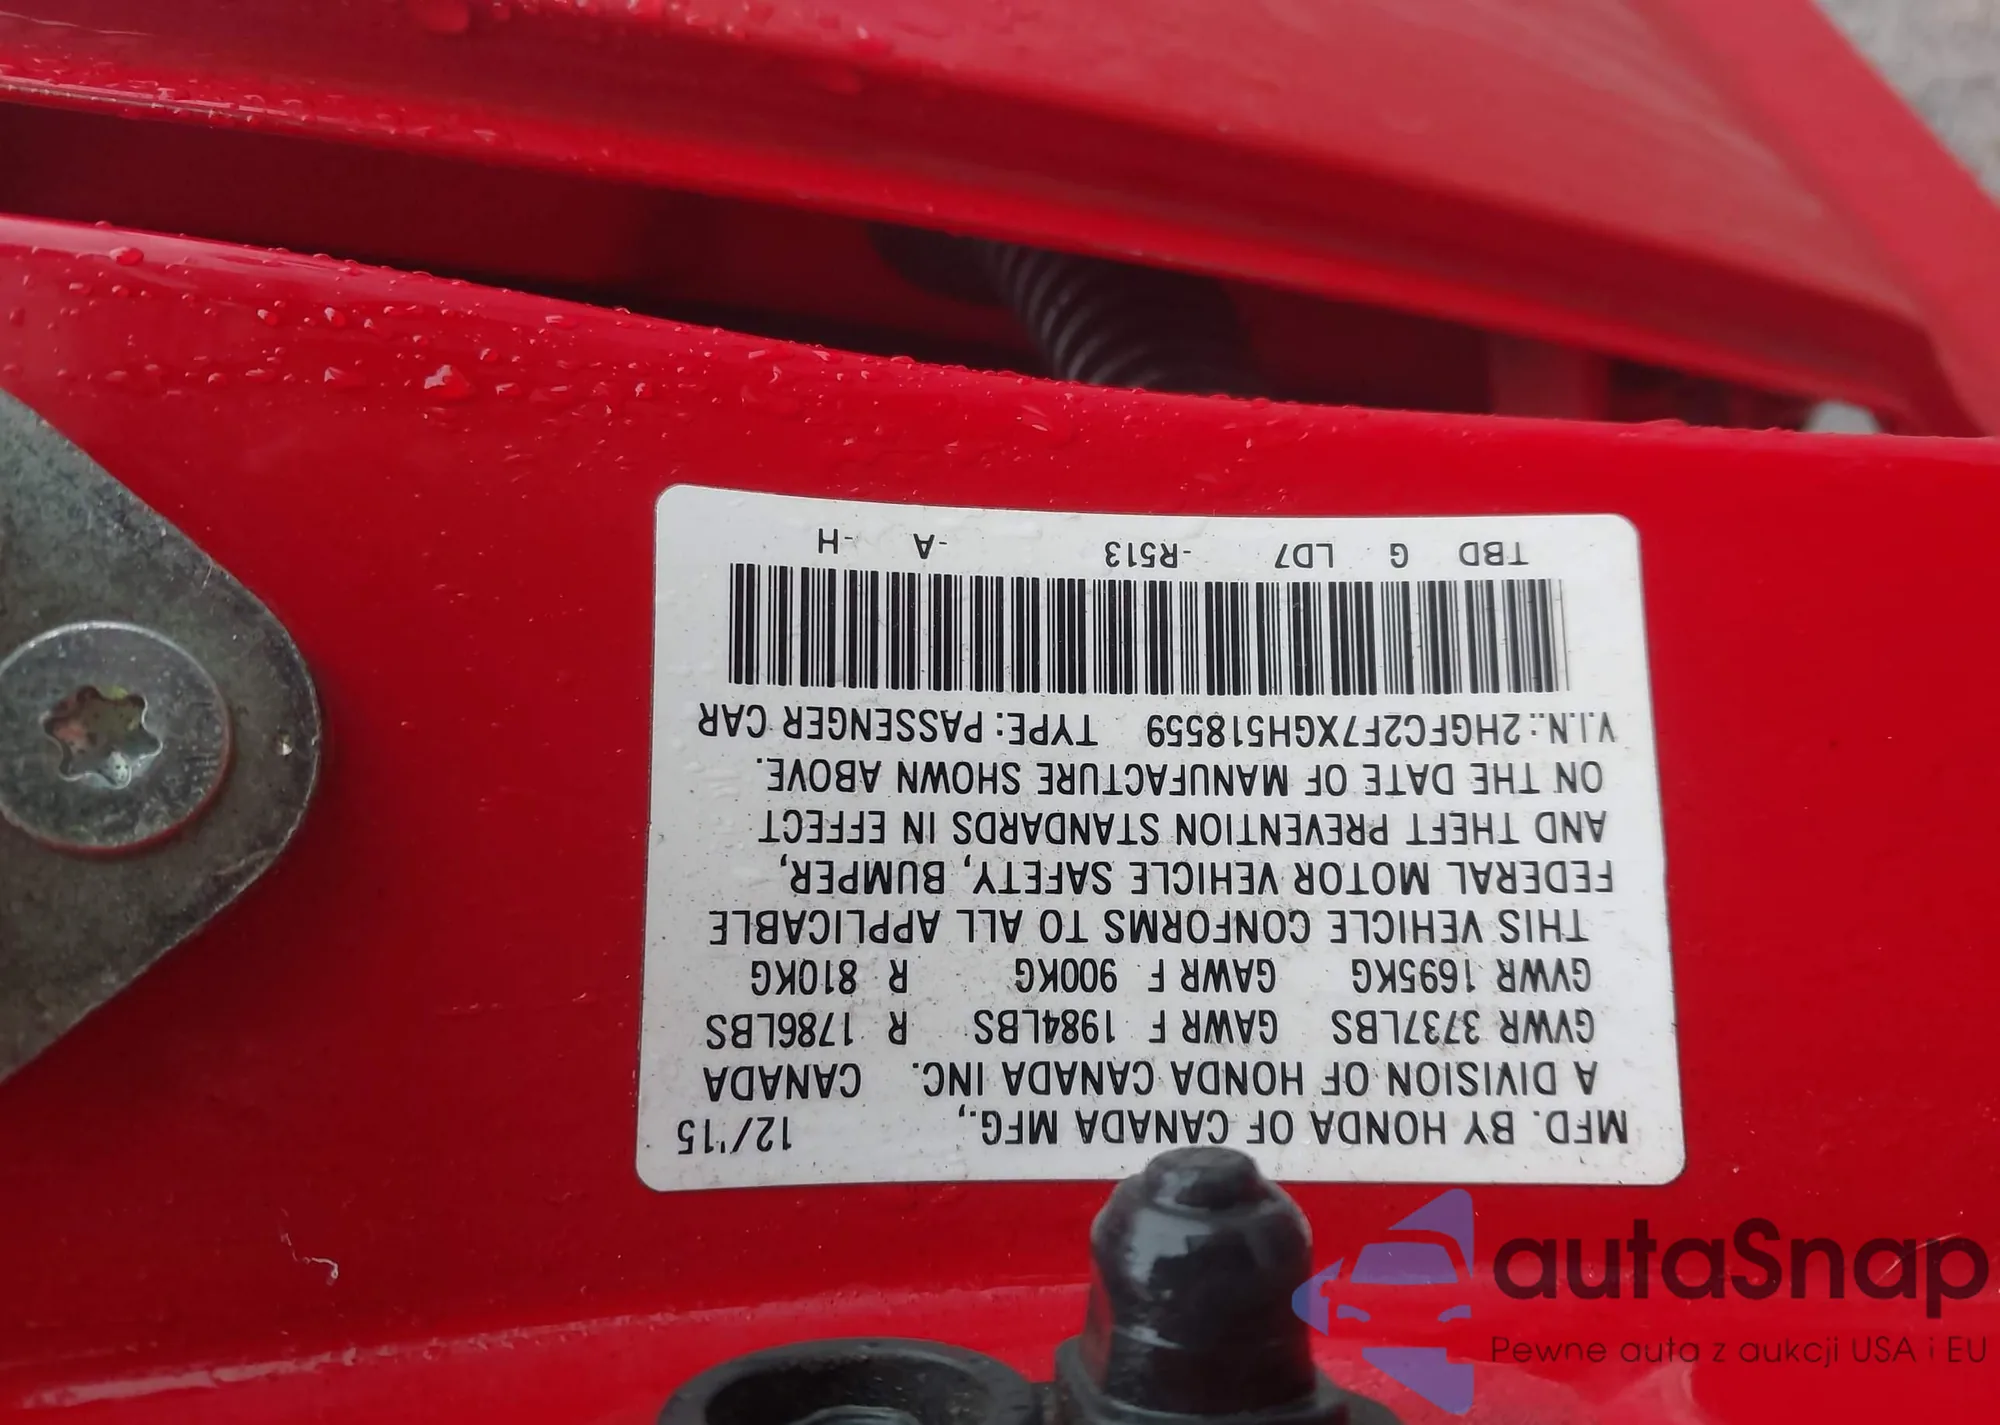 MFD. BY HONDA OF CANADA MFG., 12/'15
A DIVISION OF HONDA CANADA INC. CANADA
GVWR 3737LBS GAWR F 1984LBS R 1786LBS
GVWR 1695KG GAWR F 900KG R 810KG
THIS VEHICLE CONFORMS TO ALL APPLICABLE
FEDERAL MOTOR VEHICLE SAFETY, BUMPER,
AND THEFT PREVENTION STANDARDS IN EFFECT
ON THE DATE OF MANUFACTURE SHOWN ABOVE.
V.I.N.: 2HGFC2F7XGH518559 TYPE: PASSENGER CAR
TBD G LD7 -R513 -A -H
autaSnap
Pewne auta z aukcji USA i EU